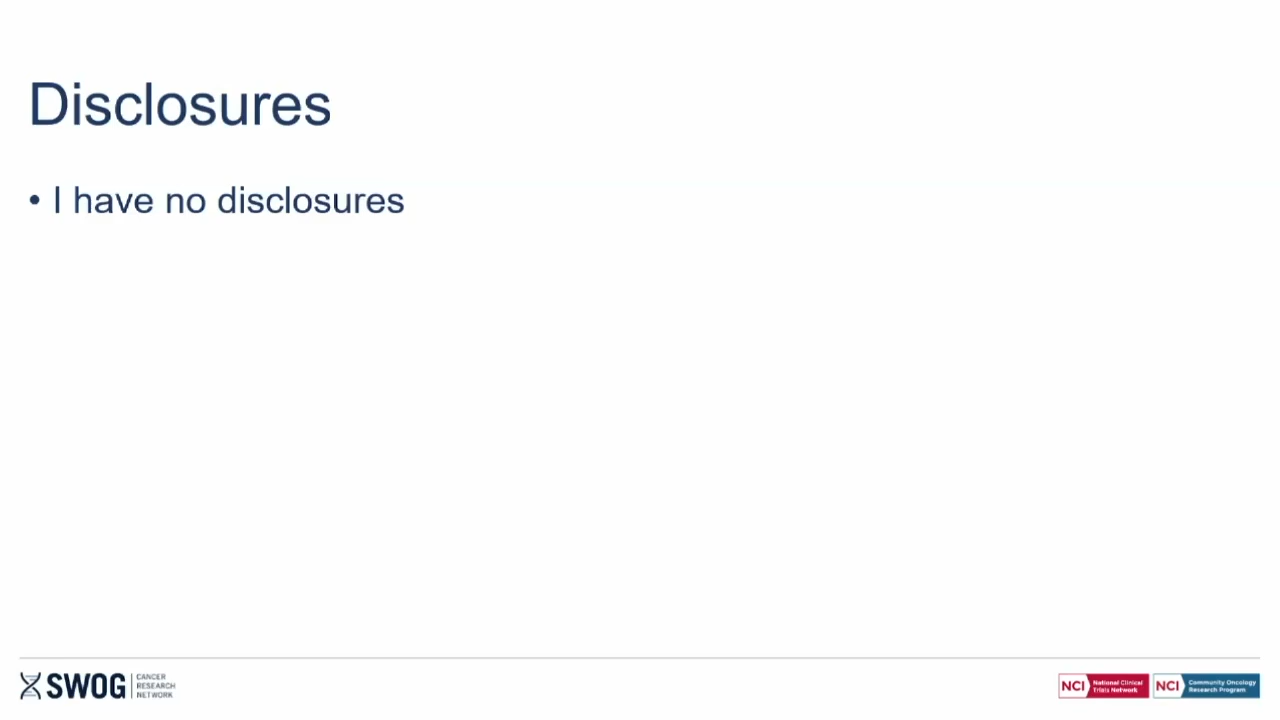 Disclosures
• I have no disclosures
SWOG
CANCER
RESEARCH
NETWORK
NCI
National Clinical
Trials Network
NCI
Community Oncology
Research Program